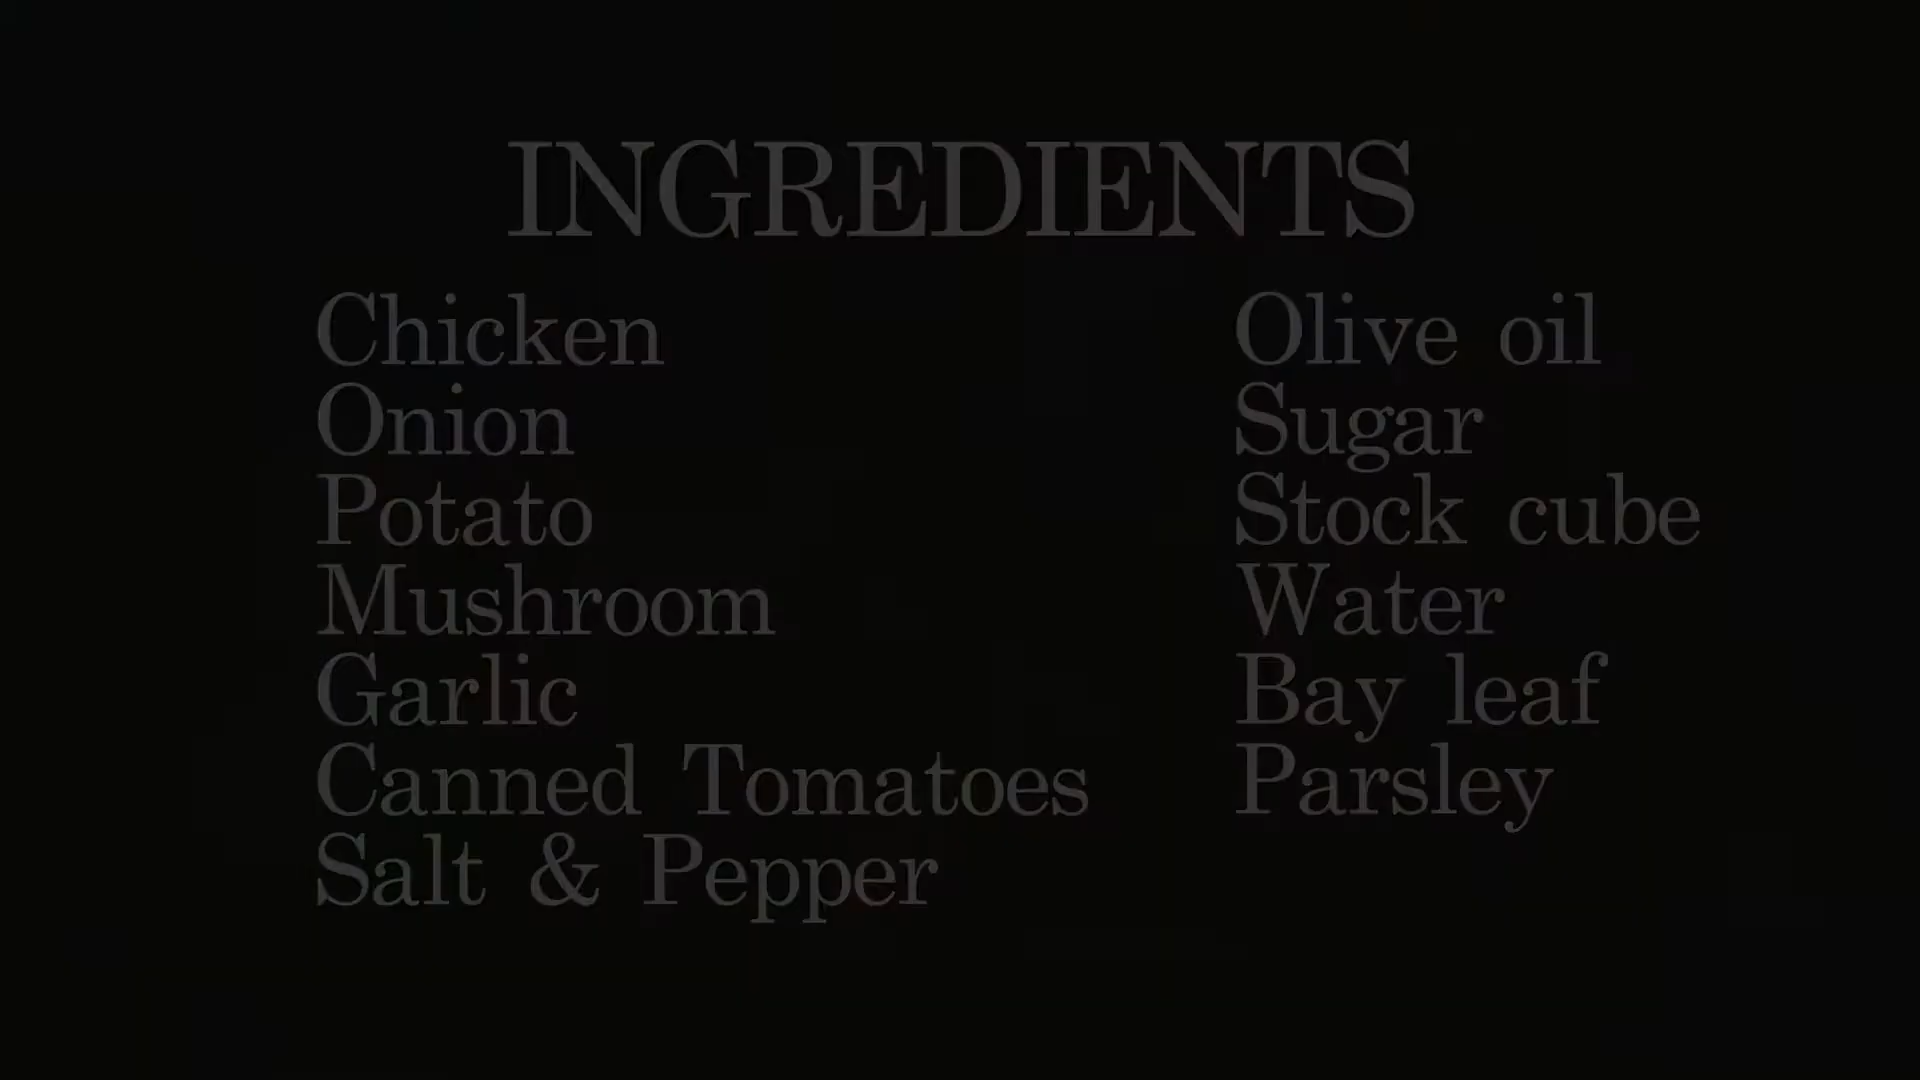 INGREDIENTS
Chicken
Onion
Potato
Mushroom
Garlic
Canned Tomatoes
Salt & Pepper
Olive oil
Sugar
Stock cube
Water
Bay leaf
Parsley